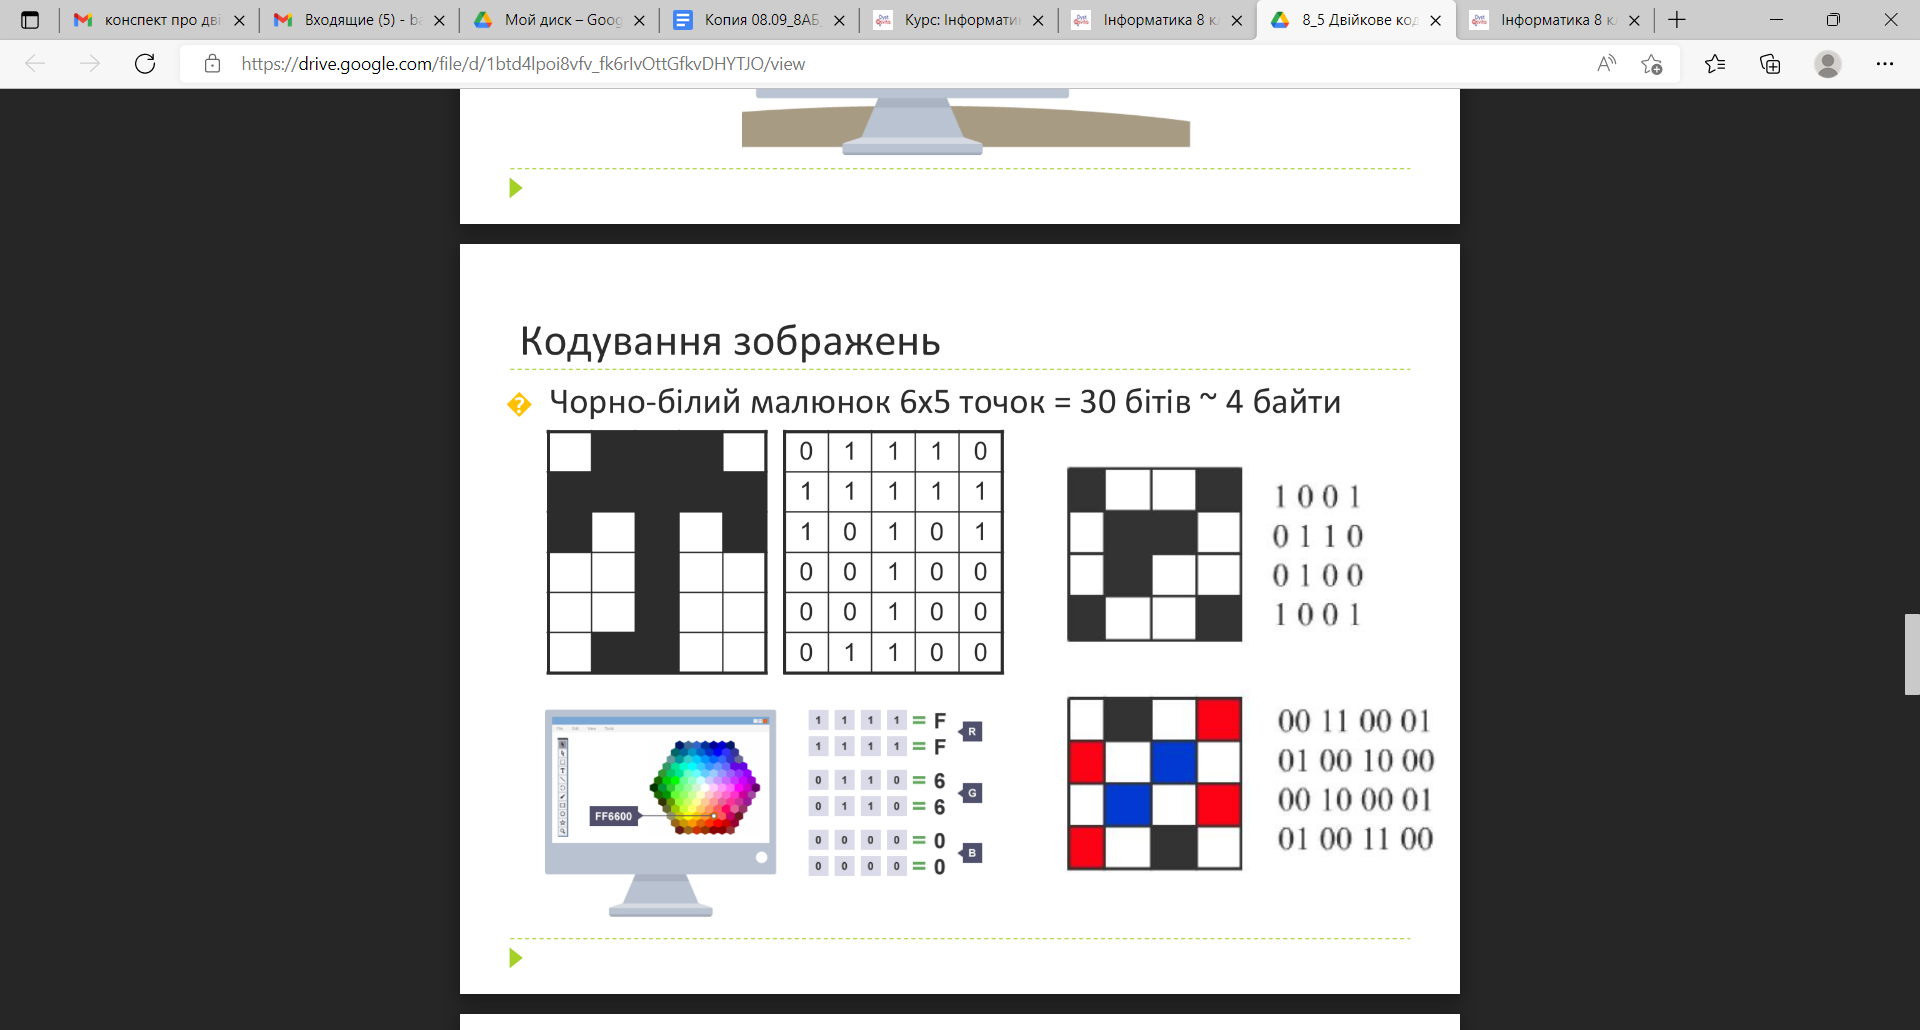 конспект про дві
Входящие (5) - ba
Мой диск – Goog
Копия 08.09_8АБ
Курс: Інформати
Інформатика 8 к
8_5 Двійкове код
Інформатика 8 к
https://drive.google.com/file/d/1btd4lpoi8vfv_fk6rIvOttGfkvDHYTJO/view
Кодування зображень
Чорно-білий малюнок 6х5 точок = 30 бітів ~ 4 байти
0 1 1 1 0
1 1 1 1 1
1 0 1 0 1
0 0 1 0 0
0 0 1 0 0
0 1 1 0 0
1 0 0 1
0 1 1 0
0 1 0 0
1 0 0 1
FF6600
1 1 1 1 = F
R
1 1 1 1 = F
0 1 1 0 = 6
G
0 1 1 0 = 6
0 0 0 0 = 0
B
0 0 0 0 = 0
00 11 00 01
01 00 10 00
00 10 00 01
01 00 11 00